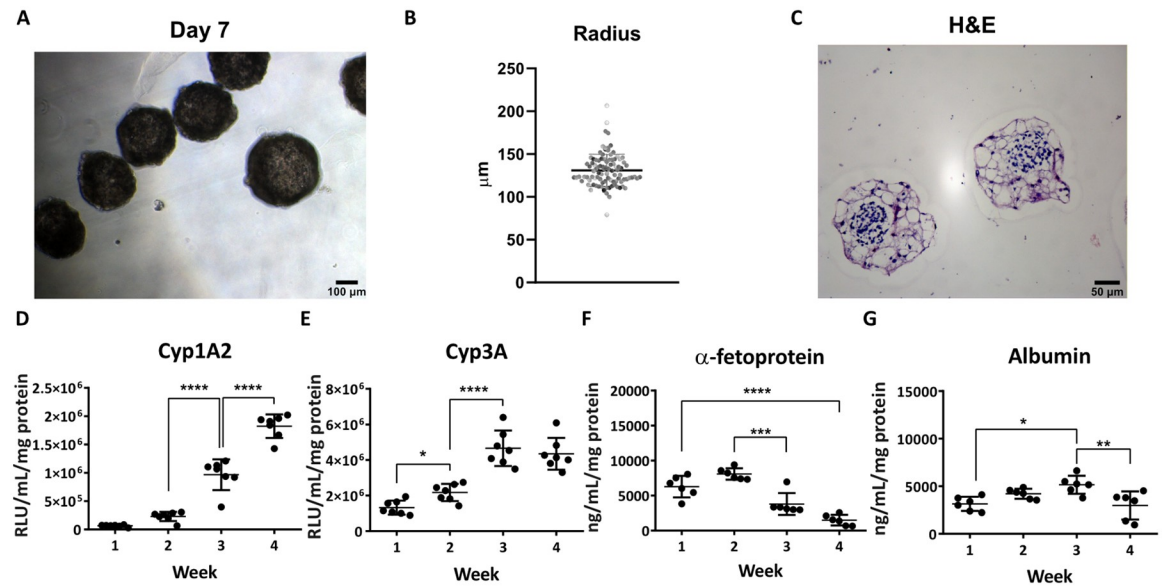 A
Day 7
100 µm
B
Radius
µm
250
200
150
100
50
0
C
H&E
50 µm
D
Cyp1A2
RLU/mL/mg protein
2.5×10⁶
2×10⁶
1.5×10⁶
1×10⁶
5×10⁵
0
**** ****
1 2 3 4
Week
E
Cyp3A
RLU/mL/mg protein
8×10⁶
6×10⁶
4×10⁶
2×10⁶
0
****
*
1 2 3 4
Week
F
α-fetoprotein
ng/mL/mg protein
20000
15000
10000
5000
0
****
***
1 2 3 4
Week
G
Albumin
ng/mL/mg protein
15000
10000
5000
0
*
**
1 2 3 4
Week